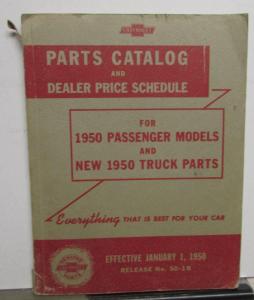 CHEVROLET
PARTS CATALOG
AND
DEALER PRICE SCHEDULE
FOR
1950 PASSENGER MODELS
AND
NEW 1950 TRUCK PARTS
Everything THAT IS BEST FOR YOUR CAR
EFFECTIVE JANUARY 1, 1950
RELEASE No. 50-1B